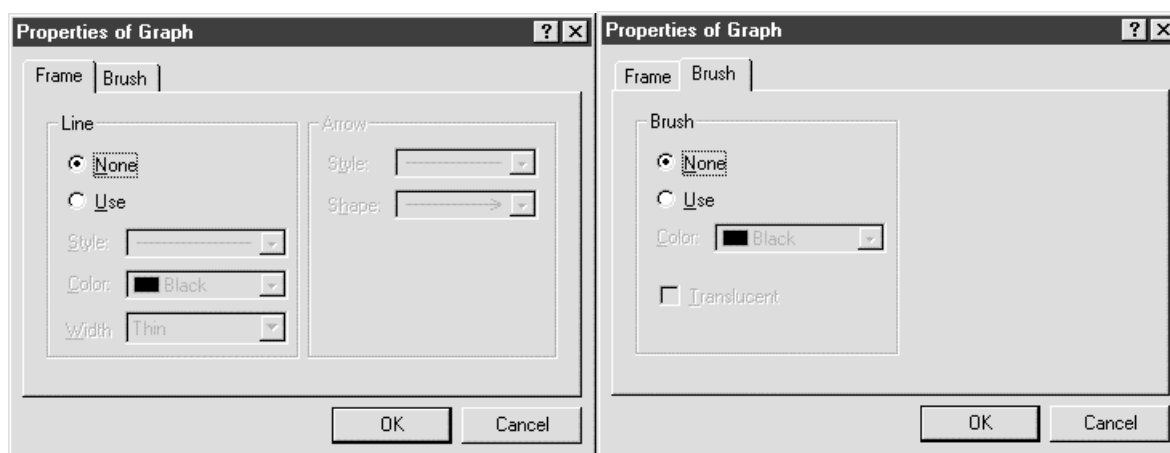 Properties of Graph
Frame Brush
Line
None
Use
Style:
Color: Black
Width Thin
Arrow
Style:
Shape:
OK Cancel
Properties of Graph
Frame Brush
Brush
None
Use
Color: Black
Translucent
OK Cancel